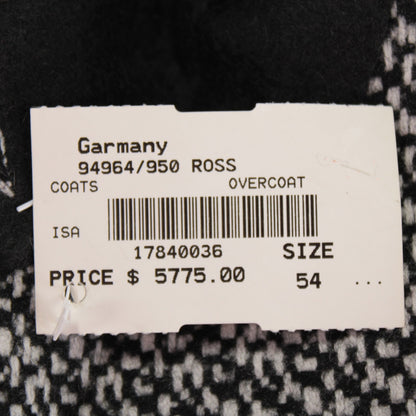 Garmany
94964/950 ROSS
COATS OVERCOAT
ISA
17840036 SIZE
PRICE $ 5775.00 54 ...